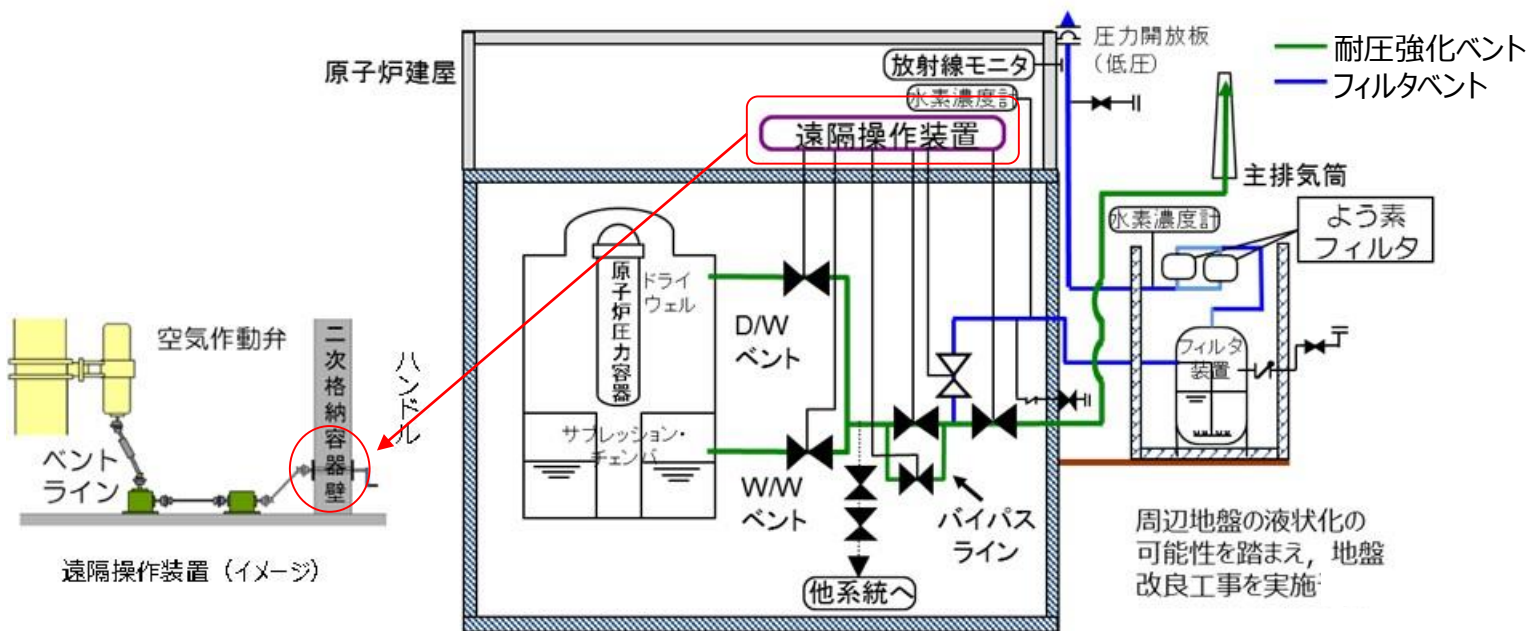 原子炉建屋
放射線モニタ
水素濃度計
遠隔操作装置
圧力開放板
(低圧)
耐圧強化ベント
フィルタベント
主排気筒
水素濃度計
よう素
フィルタ
原子炉圧力容器
ドライ
ウェル
D/W
ベント
サプレッション・
チェンバ
W/W
ベント
バイパス
ライン
他系統へ
フィルタ
装置
周辺地盤の液状化の
可能性を踏まえ，地盤
改良工事を実施
空気作動弁
二次格納容器壁
ハンドル
ベント
ライン
遠隔操作装置（イメージ）